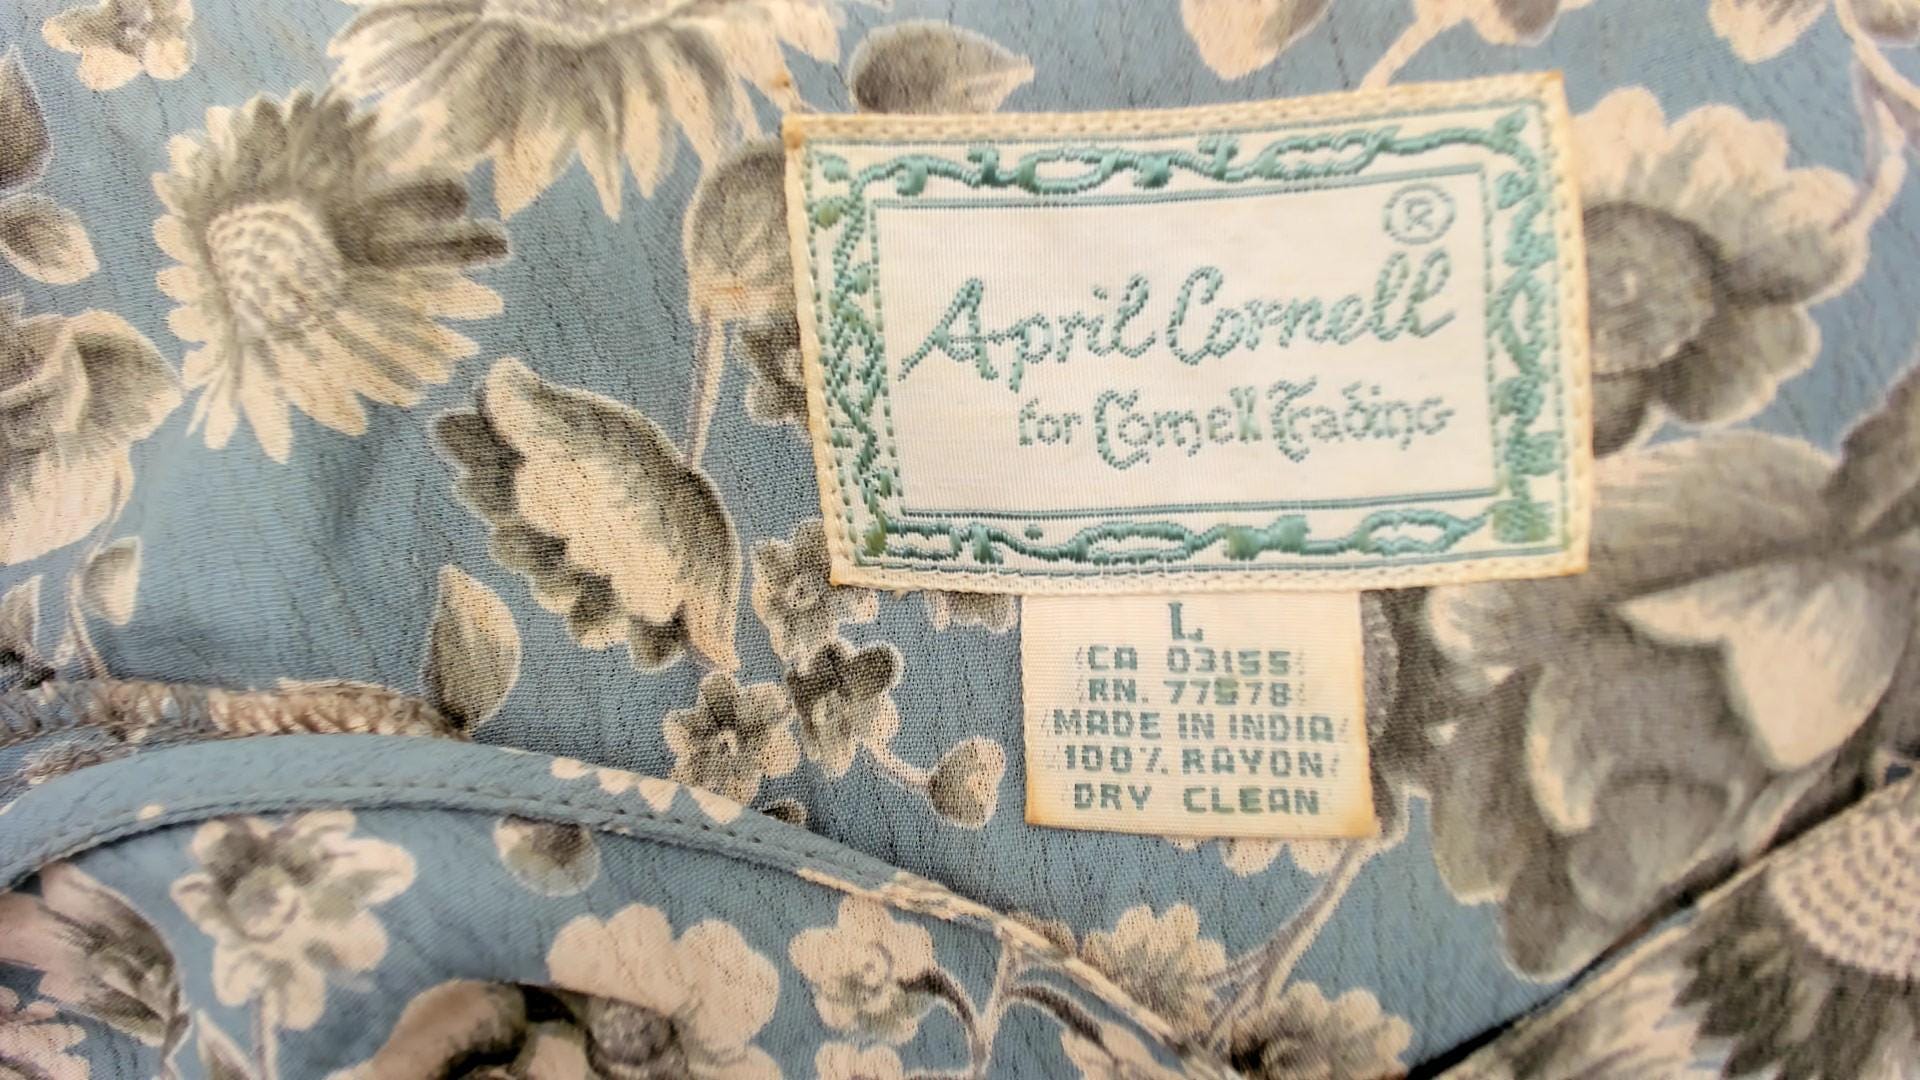 ®
April Cornell
for Cornell Trading
L
CA 03155
RN. 77578
MADE IN INDIA
100% RAYON
DRY CLEAN